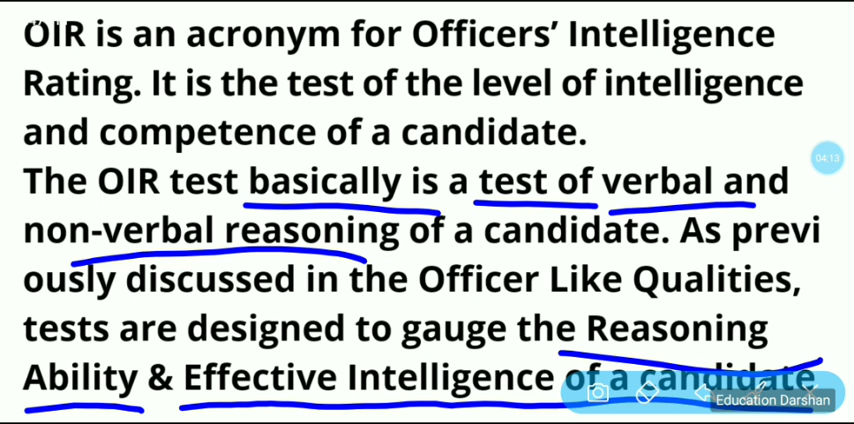 OIR is an acronym for Officers’ Intelligence
Rating. It is the test of the level of intelligence
and competence of a candidate.
04:13
The OIR test basically is a test of verbal and
non-verbal reasoning of a candidate. As previ
ously discussed in the Officer Like Qualities,
tests are designed to gauge the Reasoning
Ability & Effective Intelligence of a candidate
Education Darshan